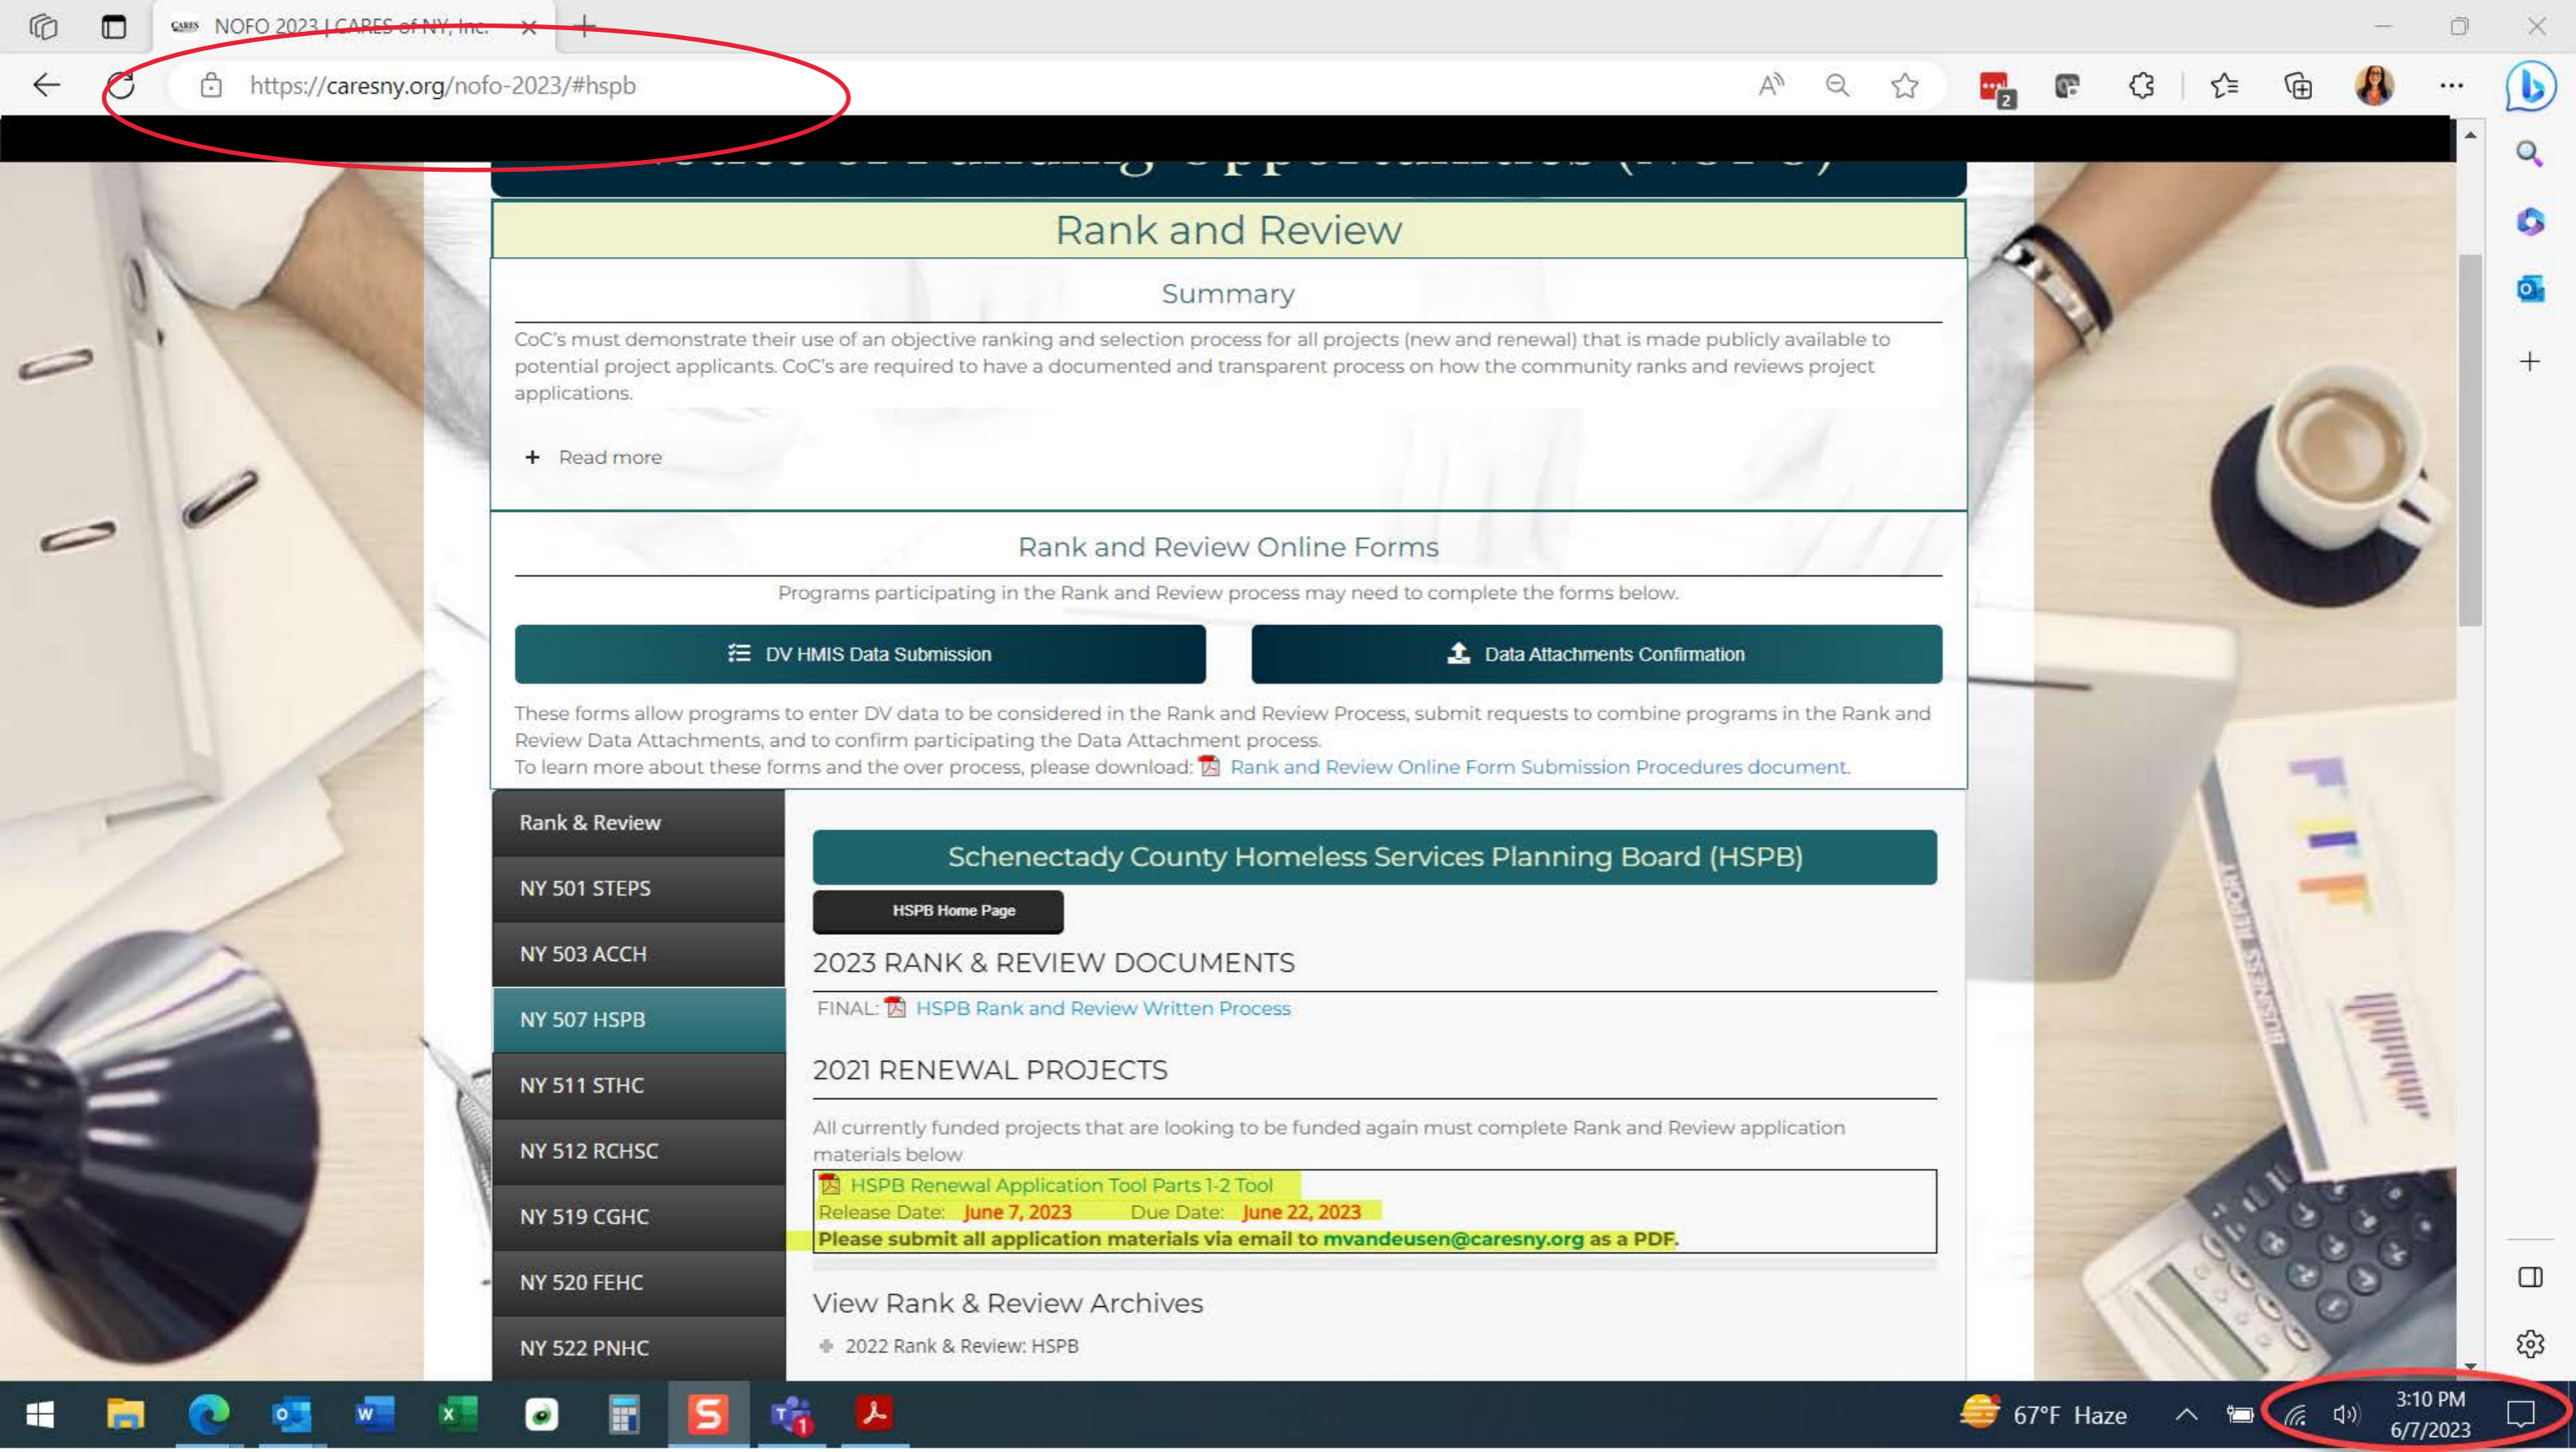 CARES NOFO 2023 | CARES of NY, Inc.
https://caresny.org/nofo-2023/#hspb
2
Rank and Review
Summary
CoC's must demonstrate their use of an objective ranking and selection process for all projects (new and renewal) that is made publicly available to
potential project applicants. CoC's are required to have a documented and transparent process on how the community ranks and reviews project
applications.
+ Read more
Rank and Review Online Forms
Programs participating in the Rank and Review process may need to complete the forms below.
DV HMIS Data Submission
Data Attachments Confirmation
These forms allow programs to enter DV data to be considered in the Rank and Review Process, submit requests to combine programs in the Rank and
Review Data Attachments, and to confirm participating the Data Attachment process.
To learn more about these forms and the over process, please download: Rank and Review Online Form Submission Procedures document.
Rank & Review
NY 501 STEPS
NY 503 ACCH
NY 507 HSPB
NY 511 STHC
NY 512 RCHSC
NY 519 CGHC
NY 520 FEHC
NY 522 PNHC
Schenectady County Homeless Services Planning Board (HSPB)
HSPB Home Page
2023 RANK & REVIEW DOCUMENTS
FINAL: HSPB Rank and Review Written Process
2021 RENEWAL PROJECTS
All currently funded projects that are looking to be funded again must complete Rank and Review application
materials below
HSPB Renewal Application Tool Parts 1-2 Tool
Release Date: June 7, 2023 Due Date: June 22, 2023
Please submit all application materials via email to mvandeusen@caresny.org as a PDF.
View Rank & Review Archives
2022 Rank & Review: HSPB
BUSINESS REPORT
67°F Haze
3:10 PM
6/7/2023